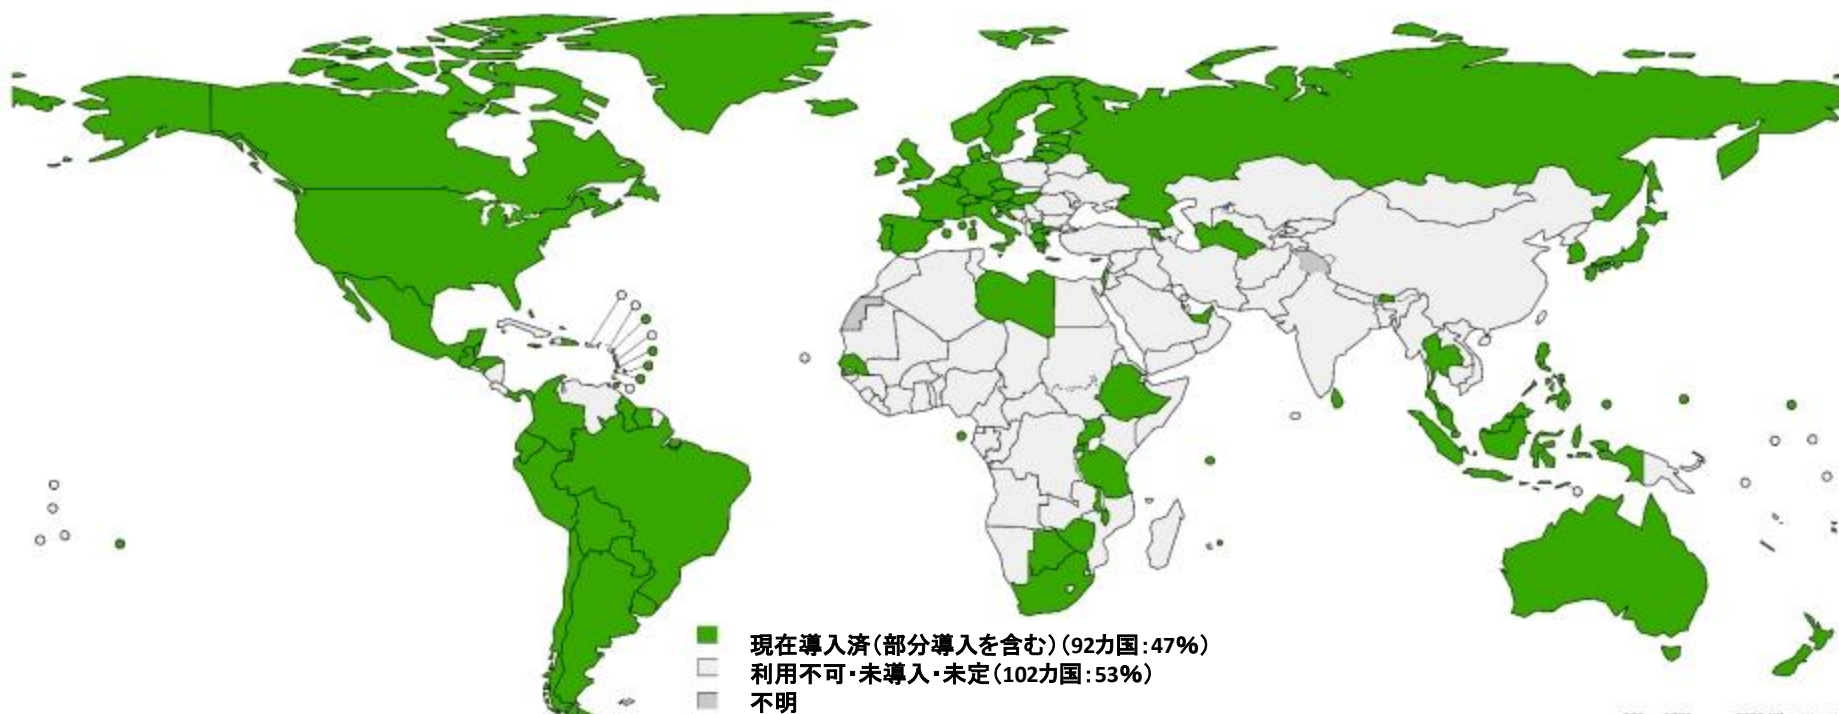 現在導入済(部分導入を含む)(92カ国:47%)
利用不可・未導入・未定(102カ国:53%)
不明